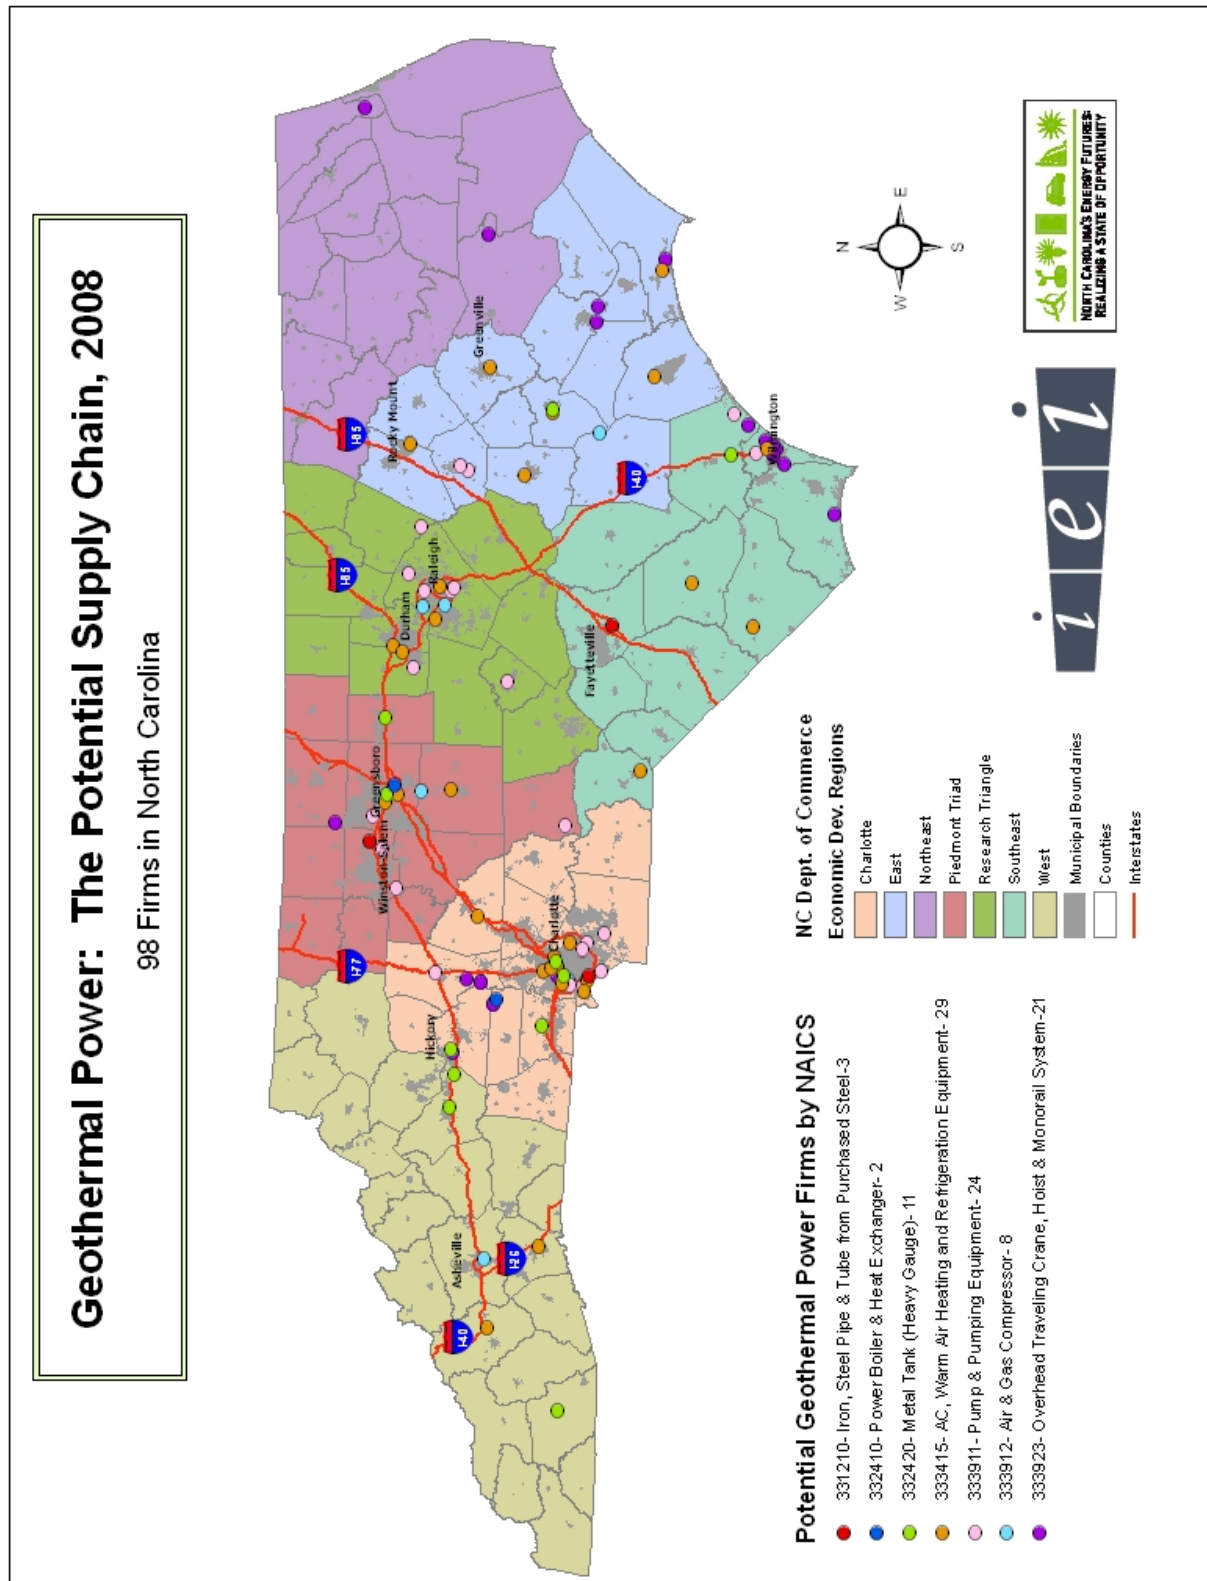 Geothermal Power: The Potential Supply Chain, 2008
98 Firms in North Carolina
I-77
I-85
I-85
I-40
I-40
I-26
Asheville
Hickory
Winston-Salem
Greensboro
Durham
Raleigh
Rocky Mount
Greenville
Charlotte
Fayetteville
Wilmington
N
W
E
S
Potential Geothermal Power Firms by NAICS
331210- Iron, Steel Pipe & Tube from Purchased Steel-3
332410- Power Boiler & Heat Exchanger- 2
332420- Metal Tank (Heavy Gauge)- 11
333415- AC, Warm Air Heating and Refrigeration Equipment- 29
333911- Pump & Pumping Equipment- 24
333912- Air & Gas Compressor- 8
333923- Overhead Traveling Crane, Hoist & Monorail System-21
NC Dept. of Commerce
Economic Dev. Regions
Charlotte
East
Northeast
Piedmont Triad
Research Triangle
Southeast
West
Municipal Boundaries
Counties
Interstates
iei
NORTH CAROLINA'S ENERGY FUTURES:
REALIZING A STATE OF OPPORTUNITY